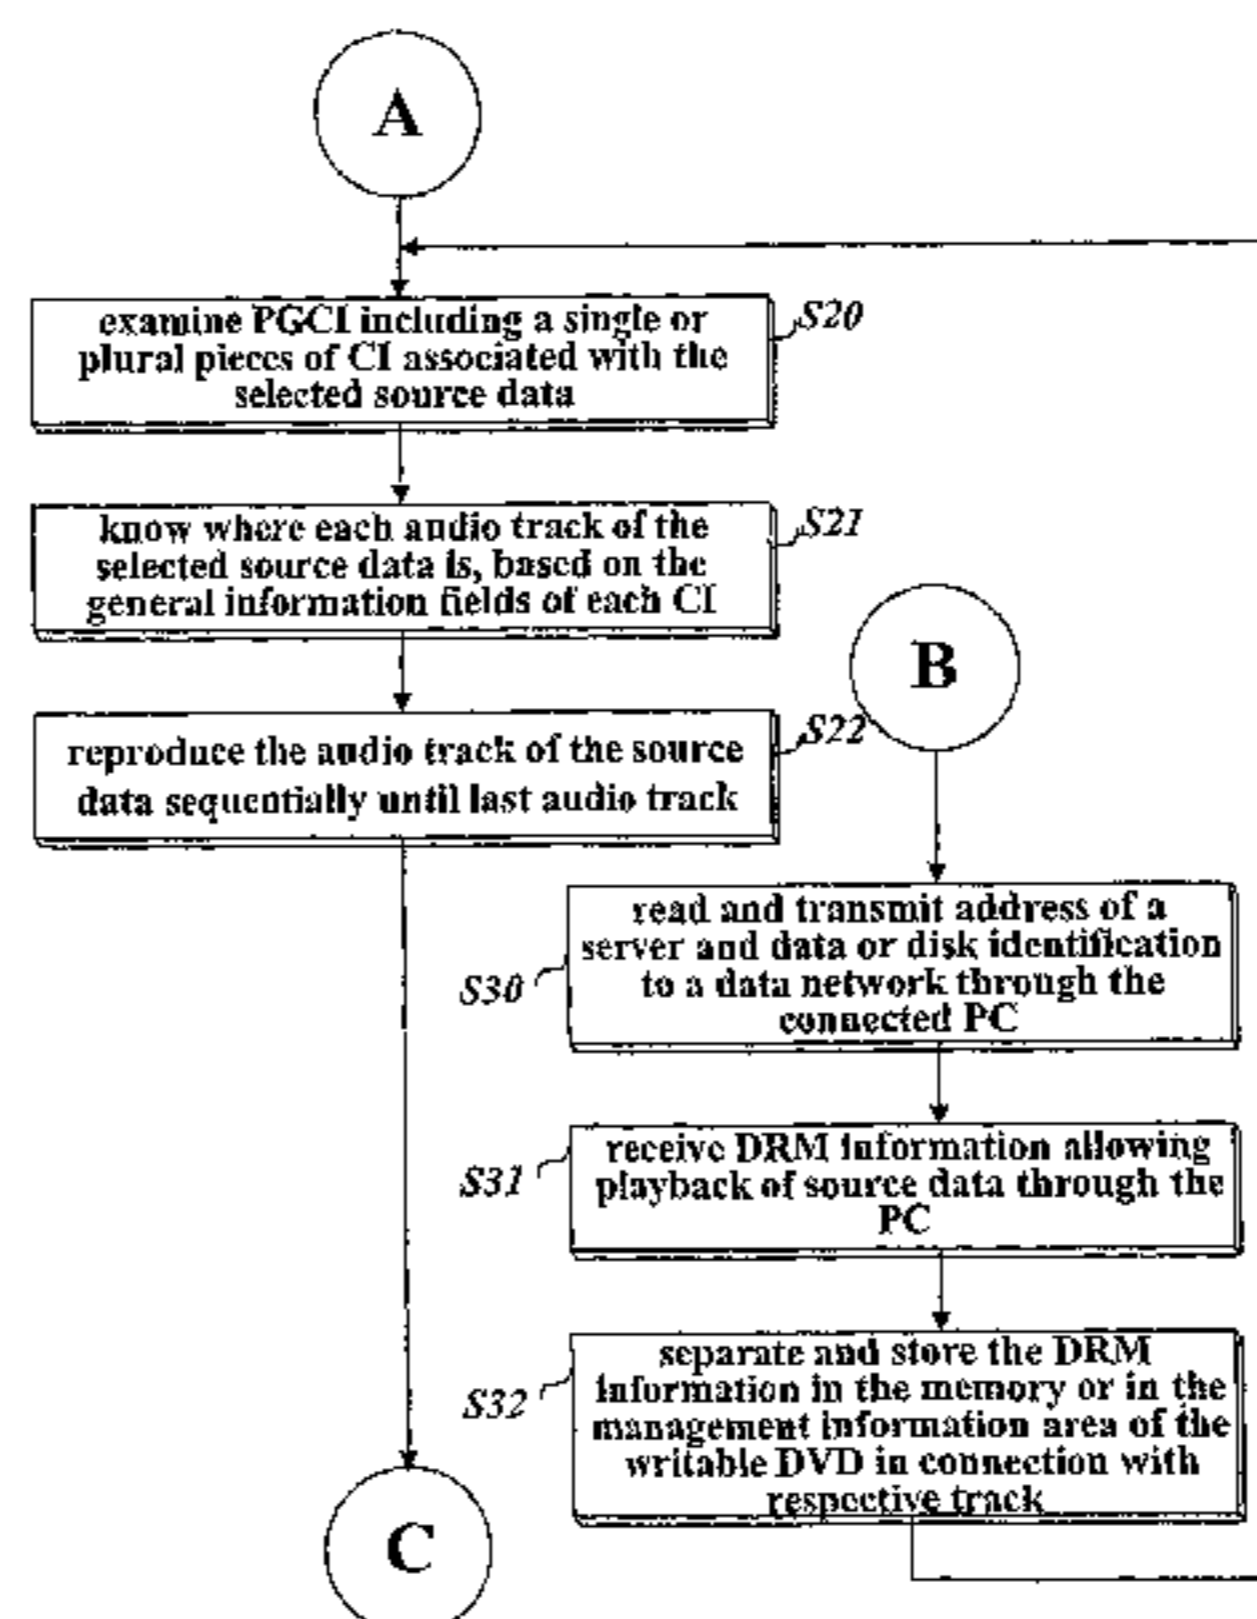 A
examine PGCI including a single or
plural pieces of CI associated with the
selected source data
S20
know where each audio track of the
selected source data is, based on the
general information fields of each CI
S21
reproduce the audio track of the source
data sequentially until last audio track
S22
B
read and transmit address of a
server and data or disk identification
to a data network through the
connected PC
S30
receive DRM information allowing
playback of source data through the
PC
S31
separate and store the DRM
information in the memory or in the
management information area of the
writable DVD in connection with
respective track
S32
C